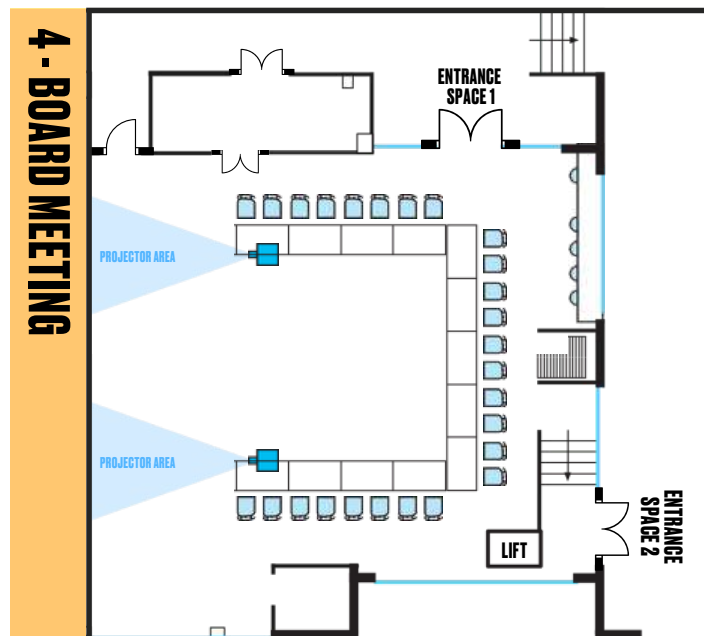 4 - BOARD MEETING
ENTRANCE
SPACE 1
PROJECTOR AREA
PROJECTOR AREA
ENTRANCE
SPACE 2
LIFT